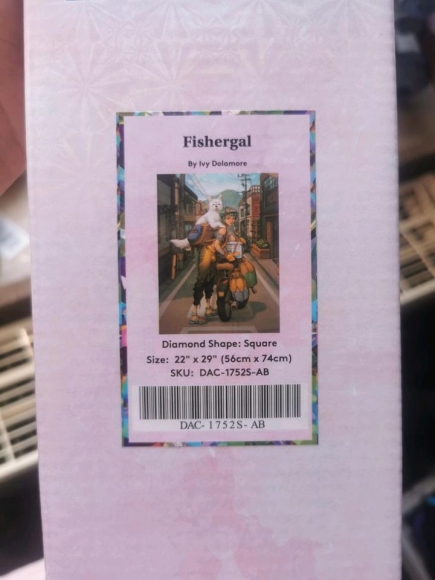 Fishergal
By Ivy Dolamore
Diamond Shape: Square
Size: 22" x 29" (56cm x 74cm)
SKU: DAC-1752S-AB
DAC- 1752S- AB